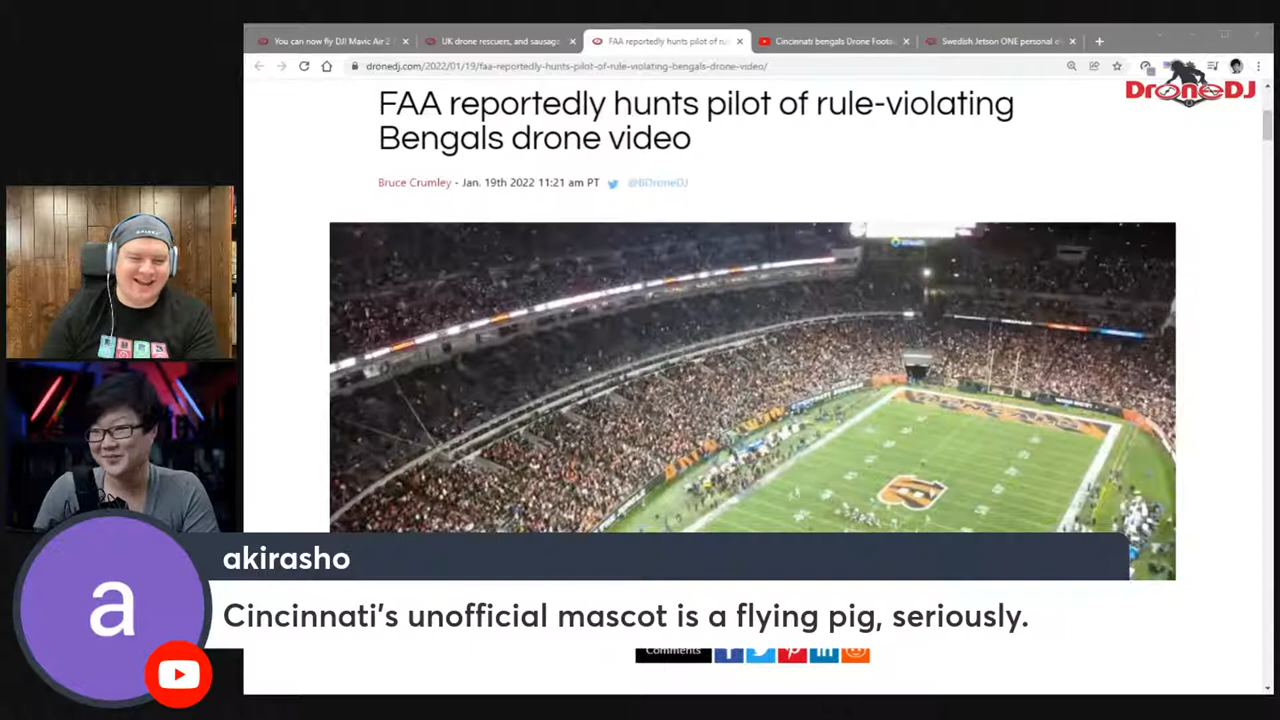 You can now fly DJI Mavic Air 2
UK drone rescuers, and sausage
FAA reportedly hunts pilot of ru
Cincinnati bengals Drone Foota
Swedish Jetson ONE personal e
dronedj.com/2022/01/19/faa-reportedly-hunts-pilot-of-rule-violating-bengals-drone-video/
DroneDJ
FAA reportedly hunts pilot of rule-violating
Bengals drone video
Bruce Crumley - Jan. 19th 2022 11:21 am PT
@BDroneDJ
akirasho
a
Cincinnati's unofficial mascot is a flying pig, seriously.
Comments